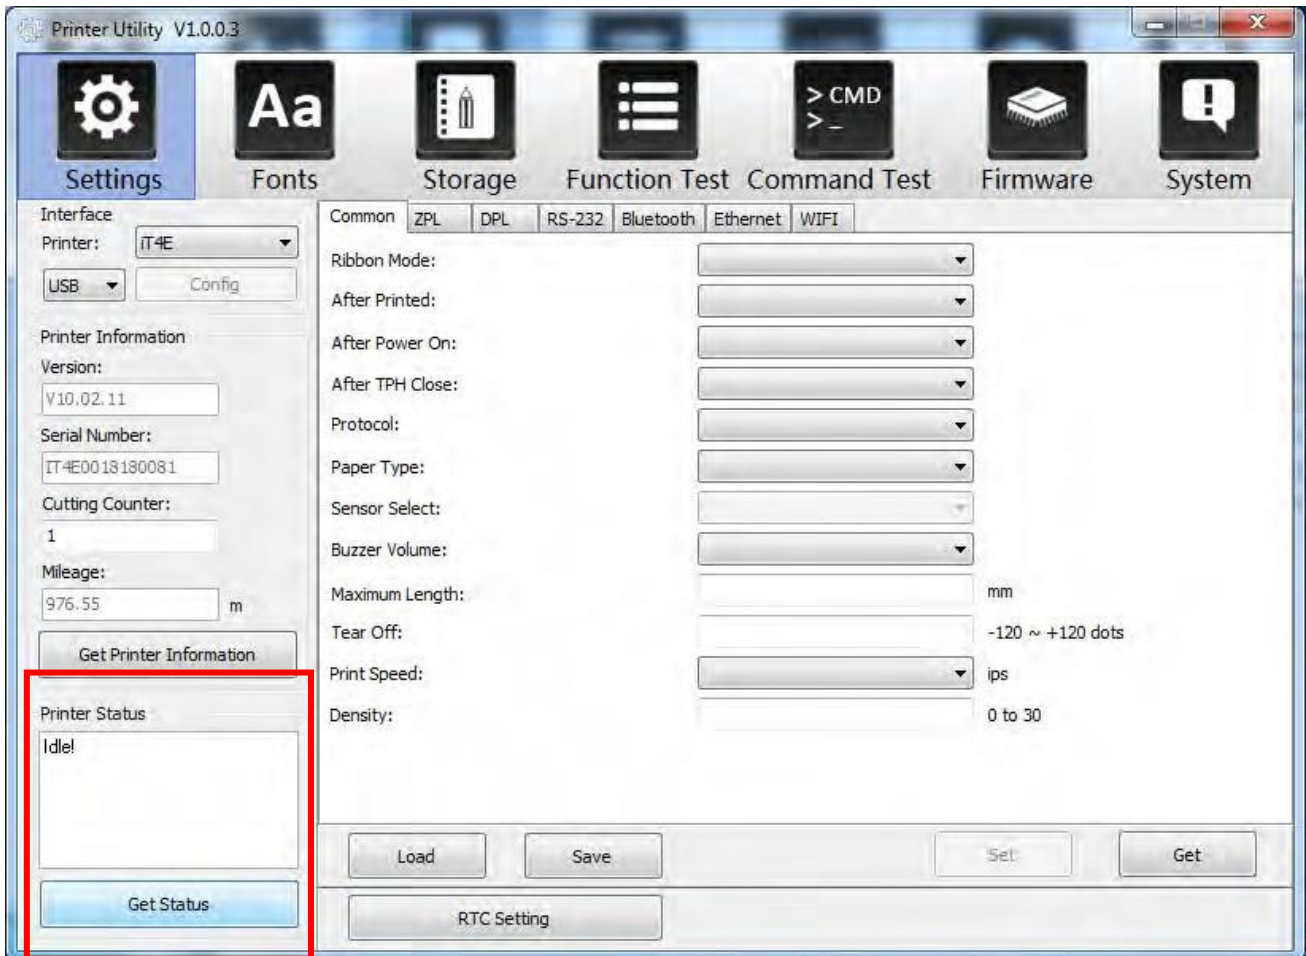 Printer Utility V1.0.0.3
Aa
> CMD
>_
Settings Fonts Storage Function Test Command Test Firmware System
Interface
Printer: iT4E
USB Config
Printer Information
Version:
V10.02.11
Serial Number:
IT4E0018180081
Cutting Counter:
1
Mileage:
976.55 m
Get Printer Information
Printer Status
Idle!
Get Status
Common ZPL DPL RS-232 Bluetooth Ethernet WIFI
Ribbon Mode:
After Printed:
After Power On:
After TPH Close:
Protocol:
Paper Type:
Sensor Select:
Buzzer Volume:
Maximum Length: mm
Tear Off: -120 ~ +120 dots
Print Speed: ips
Density: 0 to 30
Load Save Set Get
RTC Setting